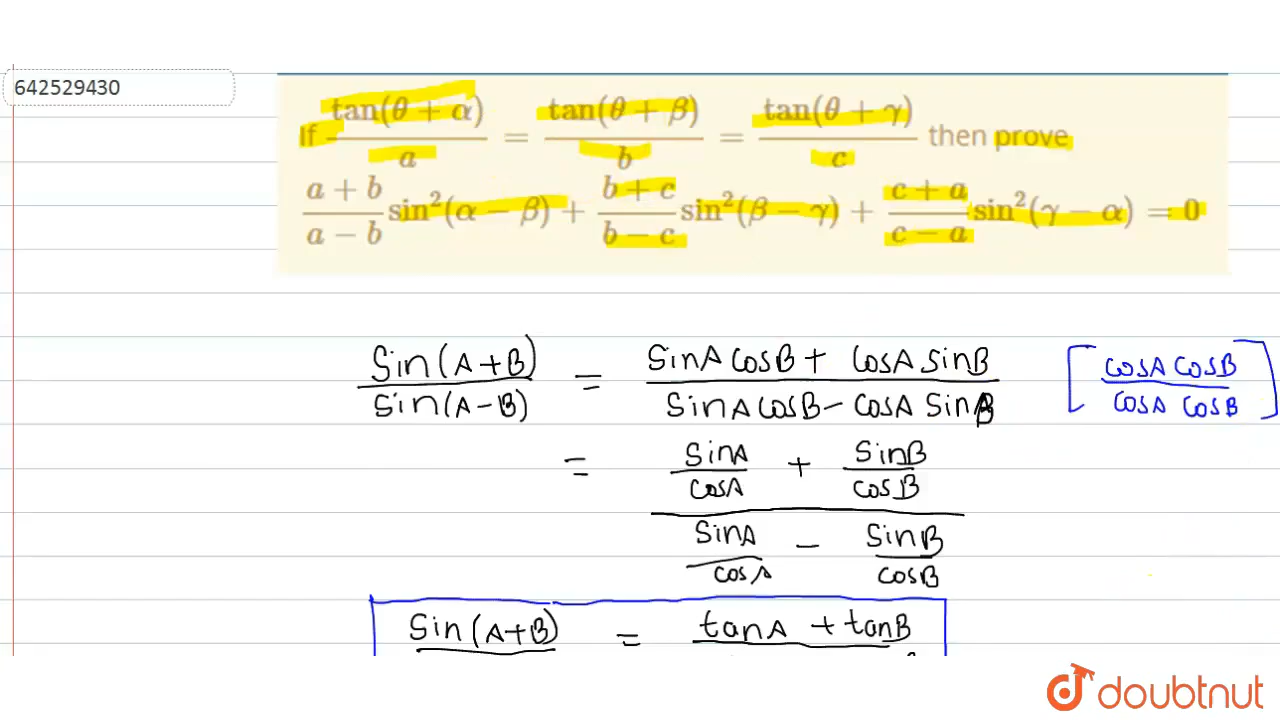 642529430
If tan(θ + α)/a = tan(θ + β)/b = tan(θ + γ)/c then prove
a + b/a − b sin²(α − β) + b + c/b − c sin²(β − γ) + c + a/c − a sin²(γ − α) = 0
Sin(A+B)/Sin(A−B) = SinA CosB + CosA SinB/SinA CosB − CosA SinB [CosA CosB/CosA CosB]
= SinA/CosA + SinB/CosB
SinA/CosA − SinB/CosB
Sin(A+B) = tanA + tanB
doubtnut